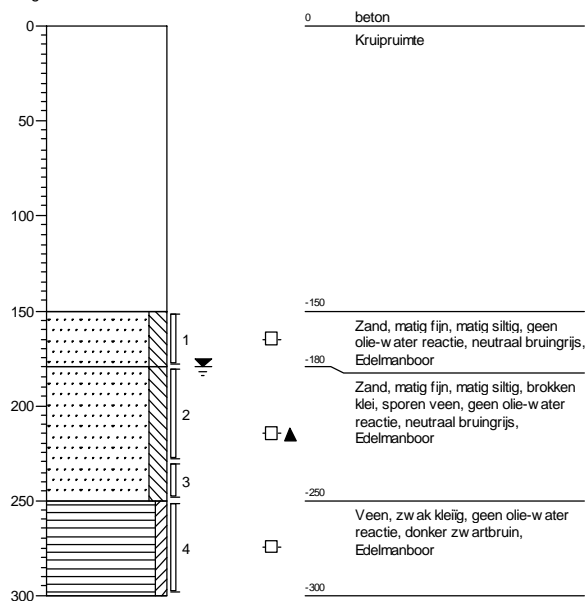 0
50
100
150
200
250
300
1
2
3
4
0 beton
Kruipruimte
-150
Zand, matig fijn, matig siltig, geen
olie-water reactie, neutraal bruingrijs,
Edelmanboor
-180
Zand, matig fijn, matig siltig, brokken
klei, sporen veen, geen olie-water
reactie, neutraal bruingrijs,
Edelmanboor
-250
Veen, zwak kleiïg, geen olie-water
reactie, donker zwartbruin,
Edelmanboor
-300